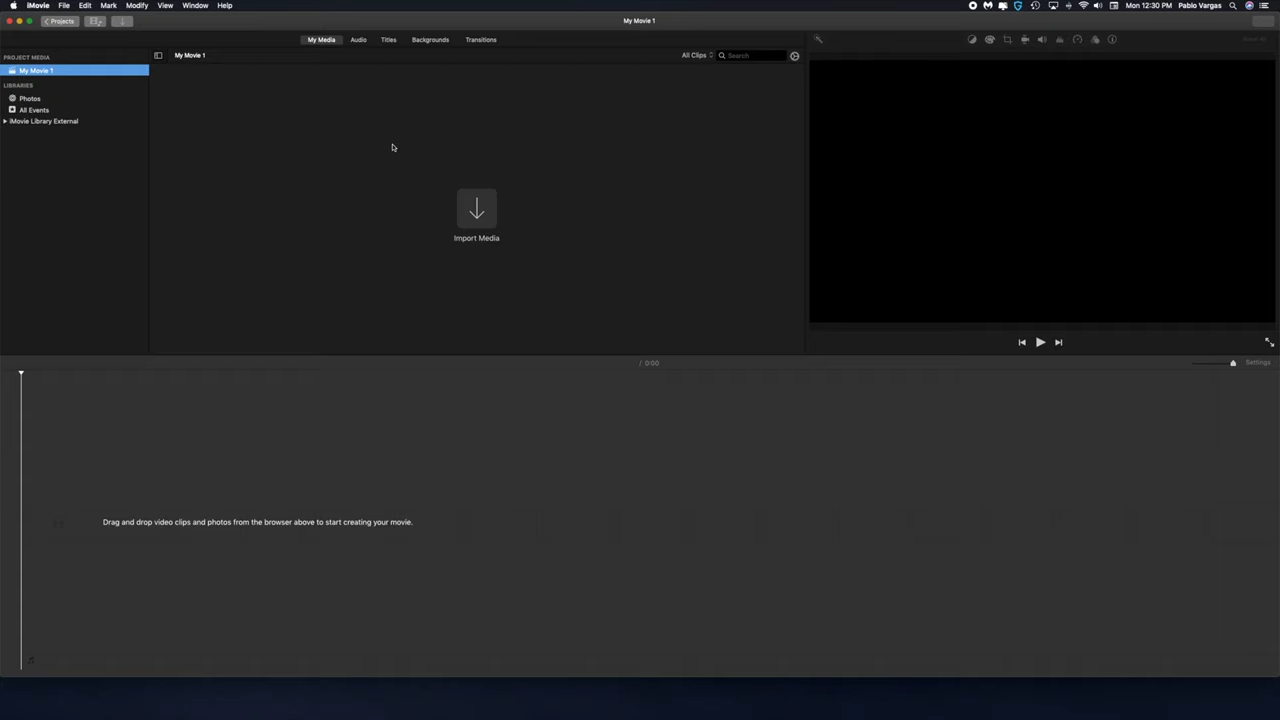 iMovie File Edit Mark Modify View Window Help Mon 12:30 PM Pablo Vargas
Projects My Movie 1
My Media Audio Titles Backgrounds Transitions
PROJECT MEDIA
My Movie 1
LIBRARIES
Photos
All Events
iMovie Library External
My Movie 1 All Clips Search
Import Media
/ 0:00 Settings
Drag and drop video clips and photos from the browser above to start creating your movie.